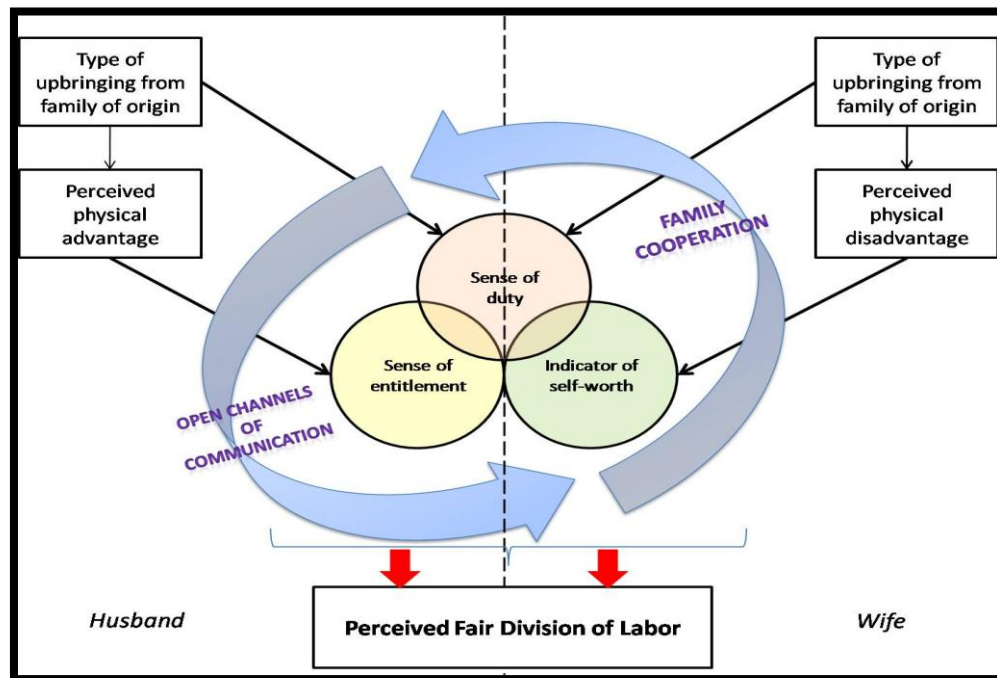 Type of
upbringing from
family of origin
Type of
upbringing from
family of origin
Perceived
physical
advantage
Perceived
physical
disadvantage
FAMILY
COOPERATION
Sense of
duty
Sense of
entitlement
Indicator of
self-worth
OPEN CHANNELS
OF
COMMUNICATION
Husband
Perceived Fair Division of Labor
Wife